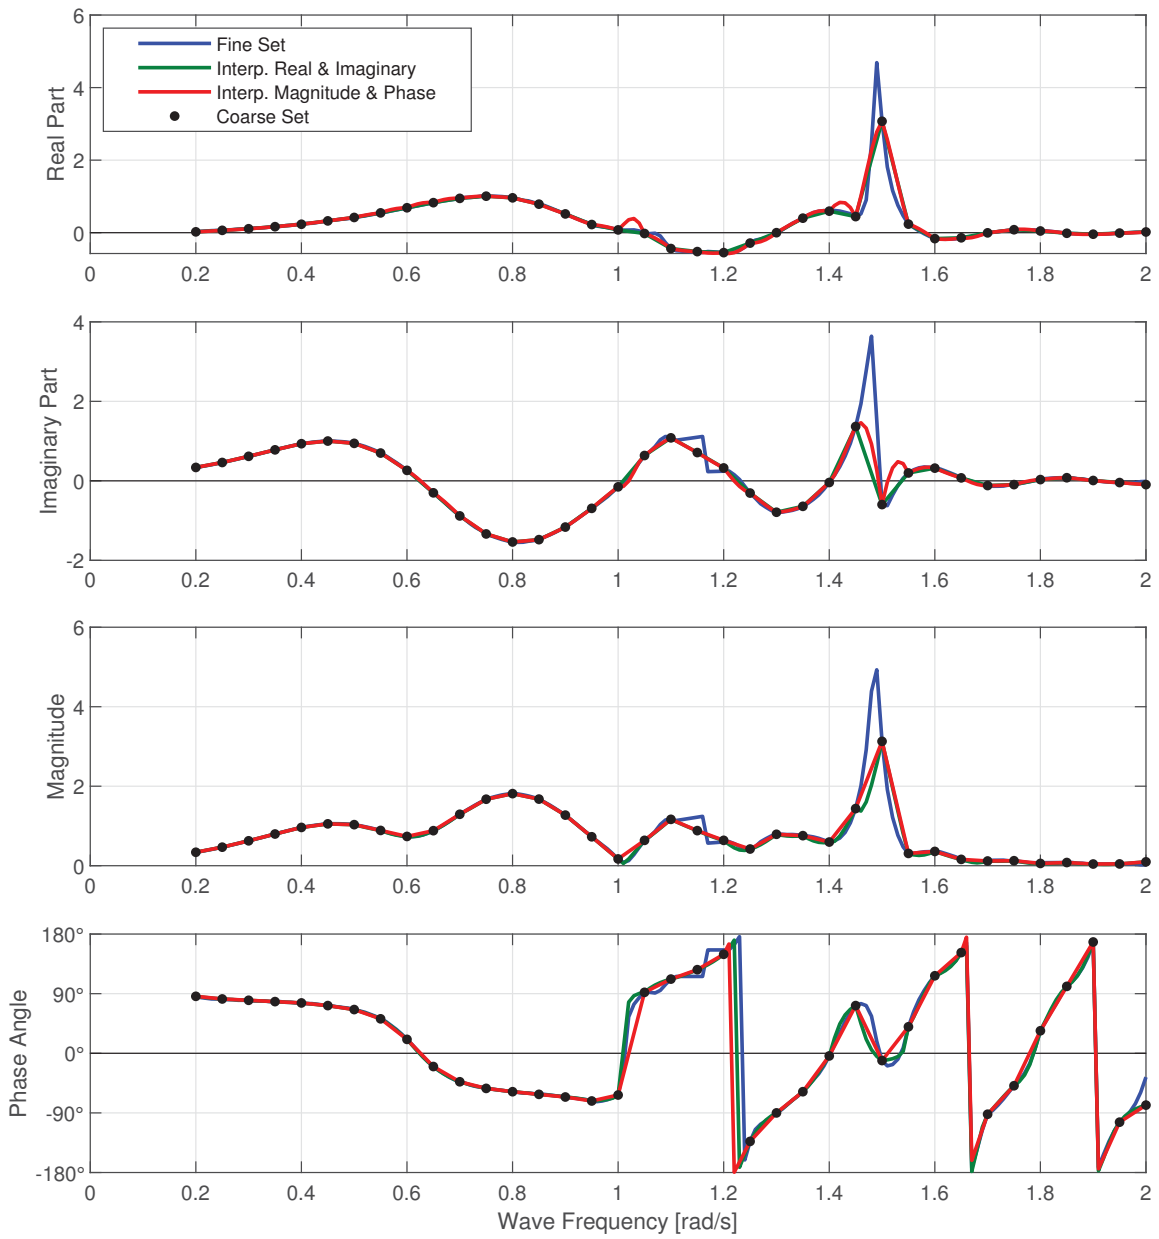 6
4
2
0
Real Part
Fine Set
Interp. Real & Imaginary
Interp. Magnitude & Phase
Coarse Set
0 0.2 0.4 0.6 0.8 1 1.2 1.4 1.6 1.8 2
4
2
0
-2
Imaginary Part
0 0.2 0.4 0.6 0.8 1 1.2 1.4 1.6 1.8 2
6
4
2
0
Magnitude
0 0.2 0.4 0.6 0.8 1 1.2 1.4 1.6 1.8 2
180°
90°
0°
-90°
-180°
Phase Angle
0 0.2 0.4 0.6 0.8 1 1.2 1.4 1.6 1.8 2
Wave Frequency [rad/s]